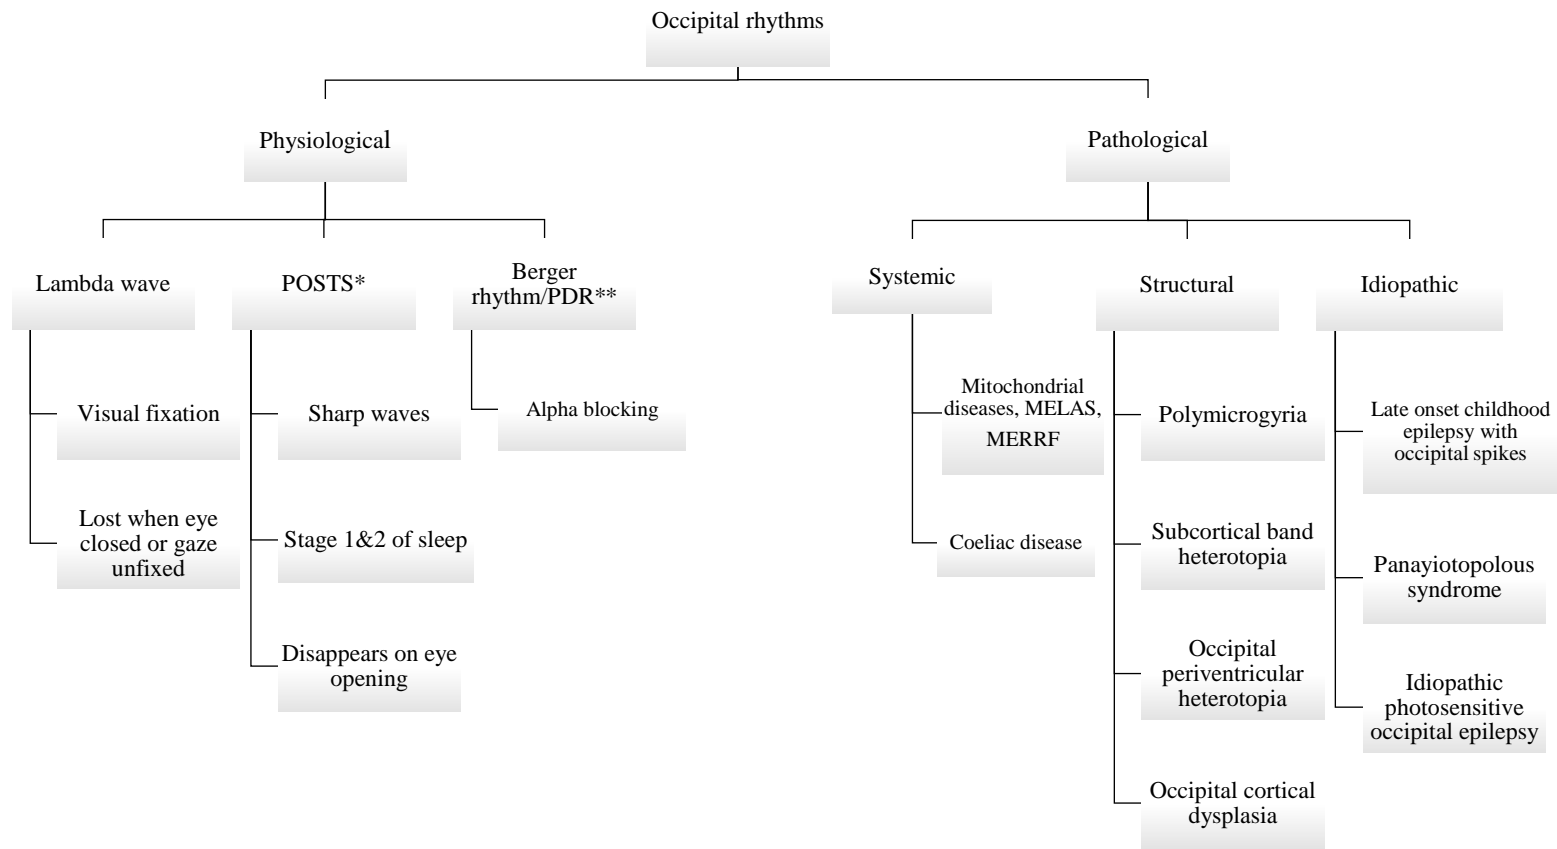 Occipital rhythms
Physiological
Pathological
Lambda wave
POSTS*
Berger
rhythm/PDR**
Systemic
Structural
Idiopathic
Visual fixation
Lost when eye
closed or gaze
unfixed
Sharp waves
Stage 1&2 of sleep
Disappears on eye
opening
Alpha blocking
Mitochondrial
diseases, MELAS,
MERRF
Coeliac disease
Polymicrogyria
Subcortical band
heterotopia
Occipital
periventricular
heterotopia
Occipital cortical
dysplasia
Late onset childhood
epilepsy with
occipital spikes
Panayiotopolous
syndrome
Idiopathic
photosensitive
occipital epilepsy